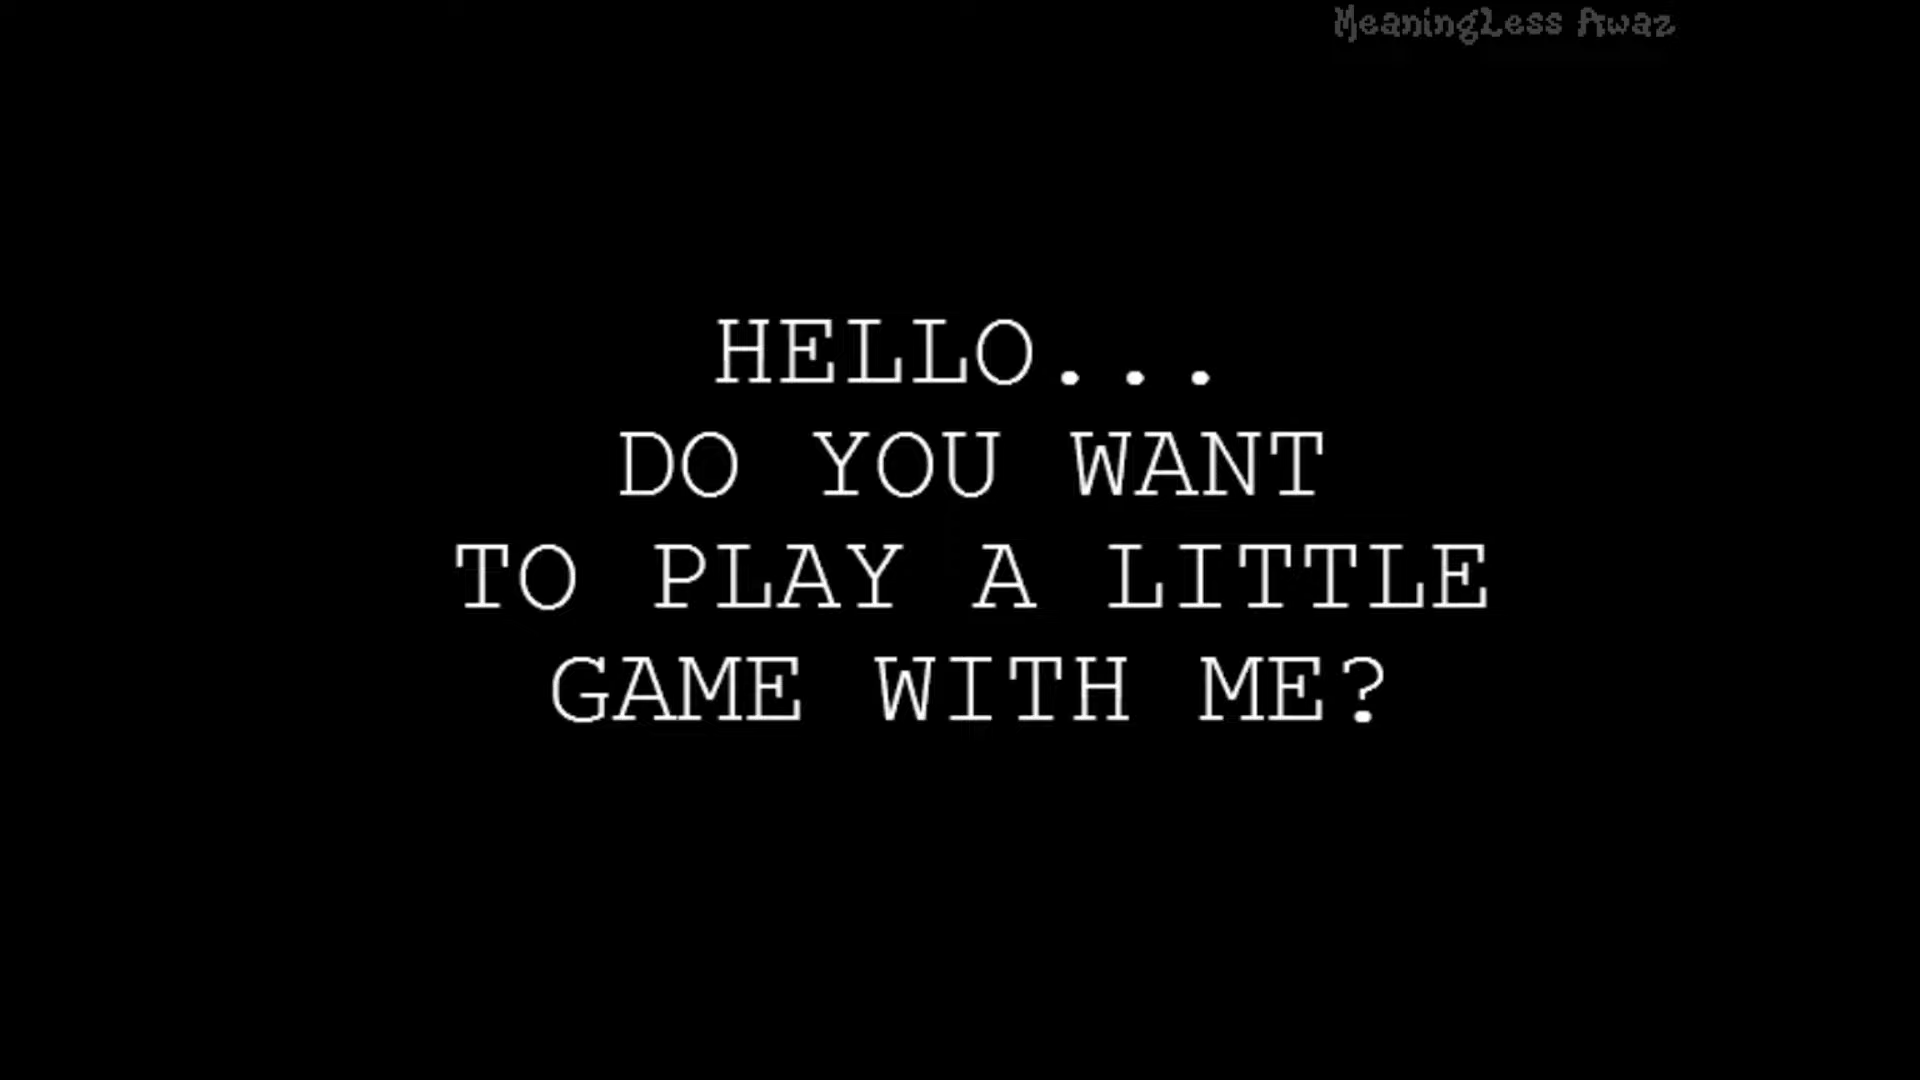 MeaningLess Awaz
HELLO...
DO YOU WANT
TO PLAY A LITTLE
GAME WITH ME?